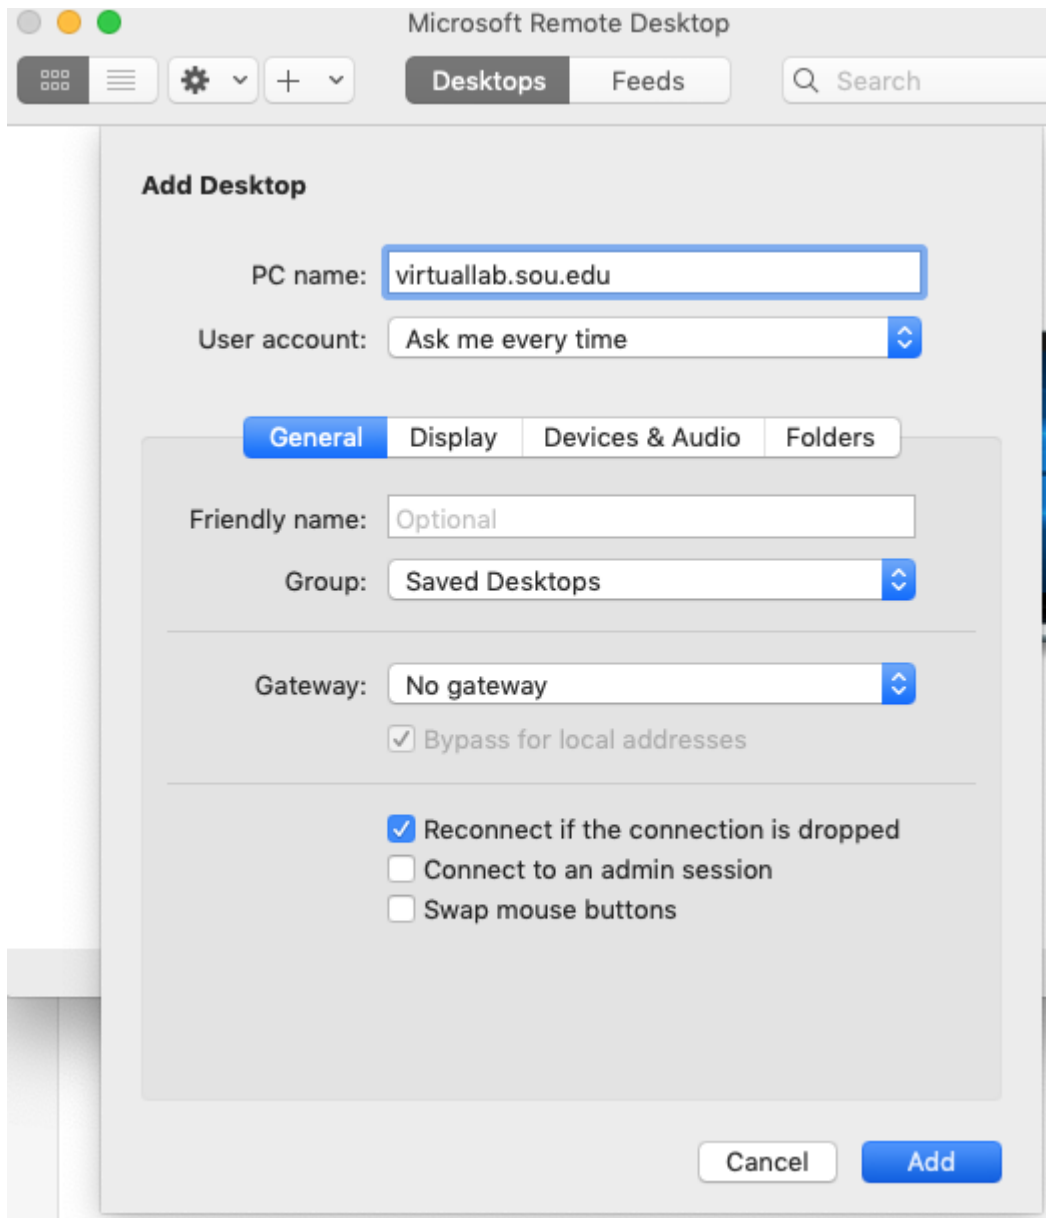 Microsoft Remote Desktop
Desktops Feeds Search
Add Desktop
PC name: virtuallab.sou.edu
User account: Ask me every time
General Display Devices & Audio Folders
Friendly name: Optional
Group: Saved Desktops
Gateway: No gateway
Bypass for local addresses
Reconnect if the connection is dropped
Connect to an admin session
Swap mouse buttons
Cancel Add